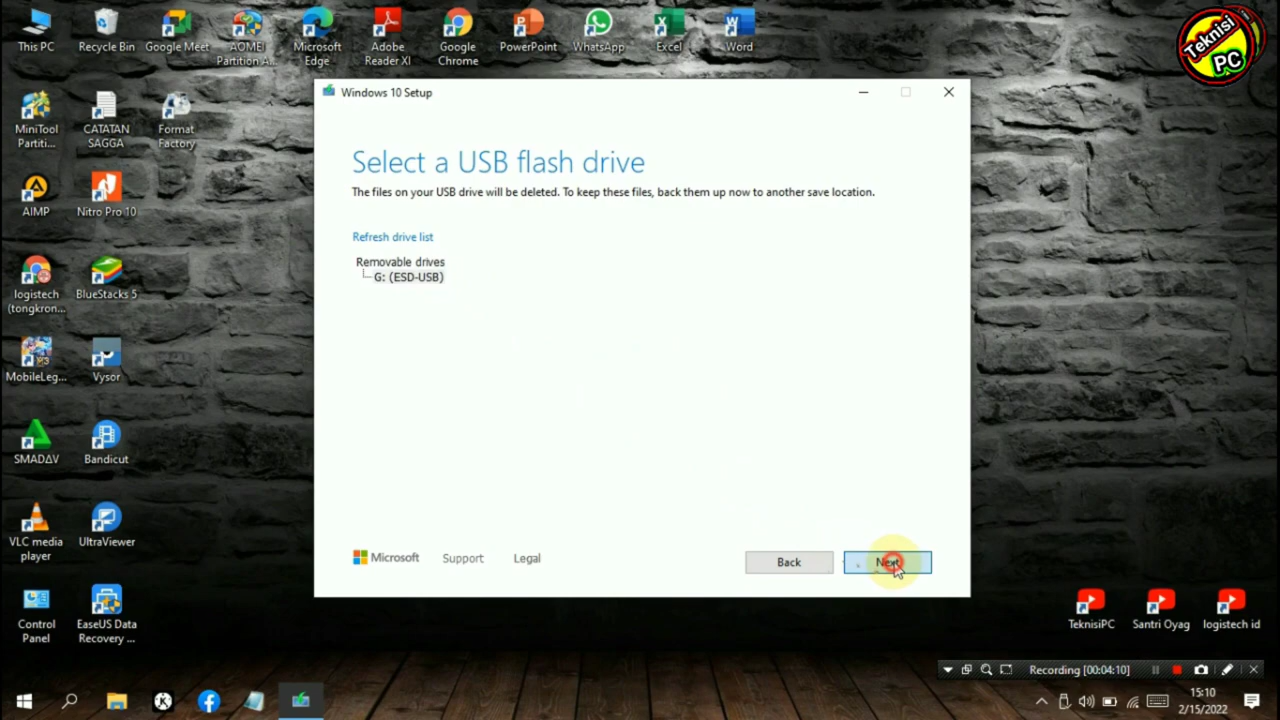 This PC
Recycle Bin
Google Meet
AOMEI
Partition A...
Microsoft
Edge
Adobe
Reader XI
Google
Chrome
PowerPoint
WhatsApp
Excel
Word
Teknisi
PC
MiniTool
Partiti...
CATATAN
SAGGA
Format
Factory
AIMP
Nitro Pro 10
logistech
(tongkron...
BlueStacks 5
MobileLeg...
Vysor
SMADΔV
Bandicut
VLC media
player
UltraViewer
Control
Panel
EaseUS Data
Recovery ...
Windows 10 Setup
Select a USB flash drive
The files on your USB drive will be deleted. To keep these files, back them up now to another save location.
Refresh drive list
Removable drives
G: (ESD-USB)
Microsoft
Support
Legal
Back
Next
TeknisiPC
Santri Oyag
logistech id
Recording [00:04:10]
15:10
2/15/2022